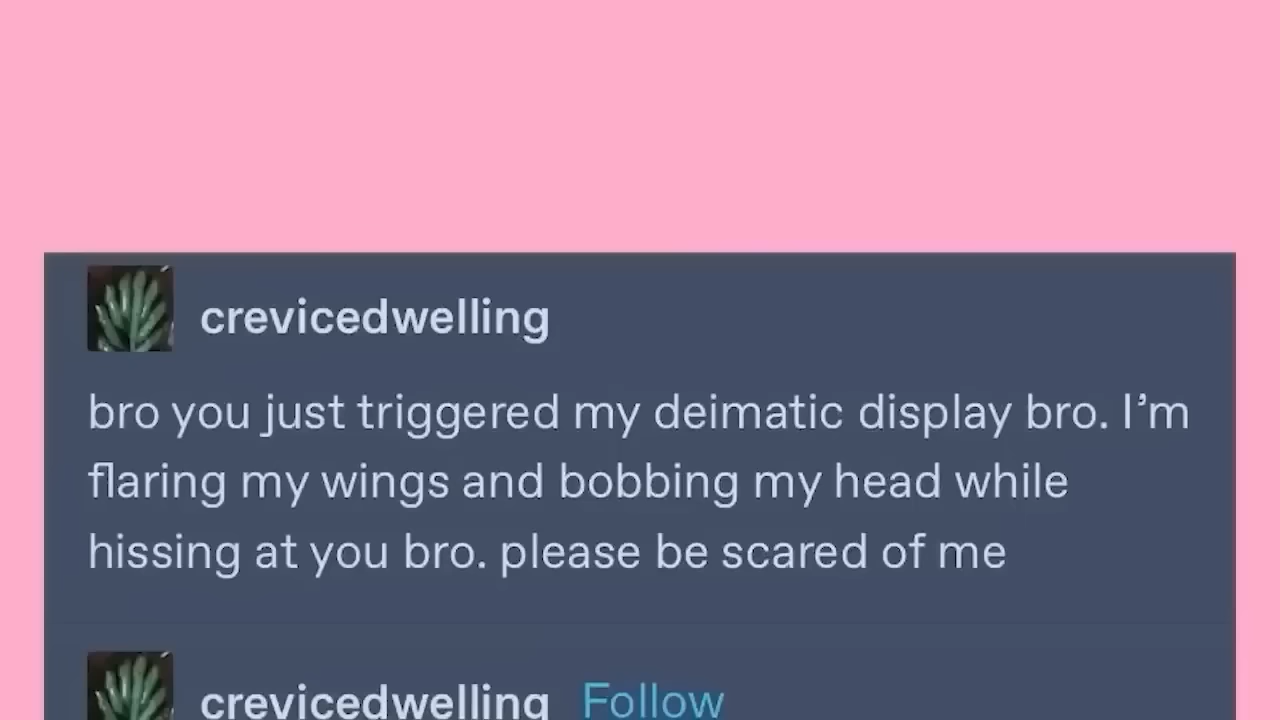 crevicedwelling
bro you just triggered my deimatic display bro. I’m
flaring my wings and bobbing my head while
hissing at you bro. please be scared of me
crevicedwelling Follow